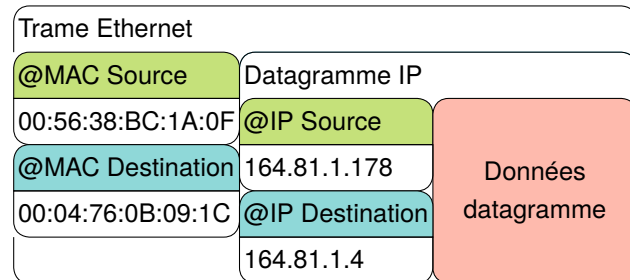 Trame Ethernet
@MAC Source
Datagramme IP
00:56:38:BC:1A:0F
@IP Source
@MAC Destination
164.81.1.178
Données
datagramme
00:04:76:0B:09:1C
@IP Destination
164.81.1.4